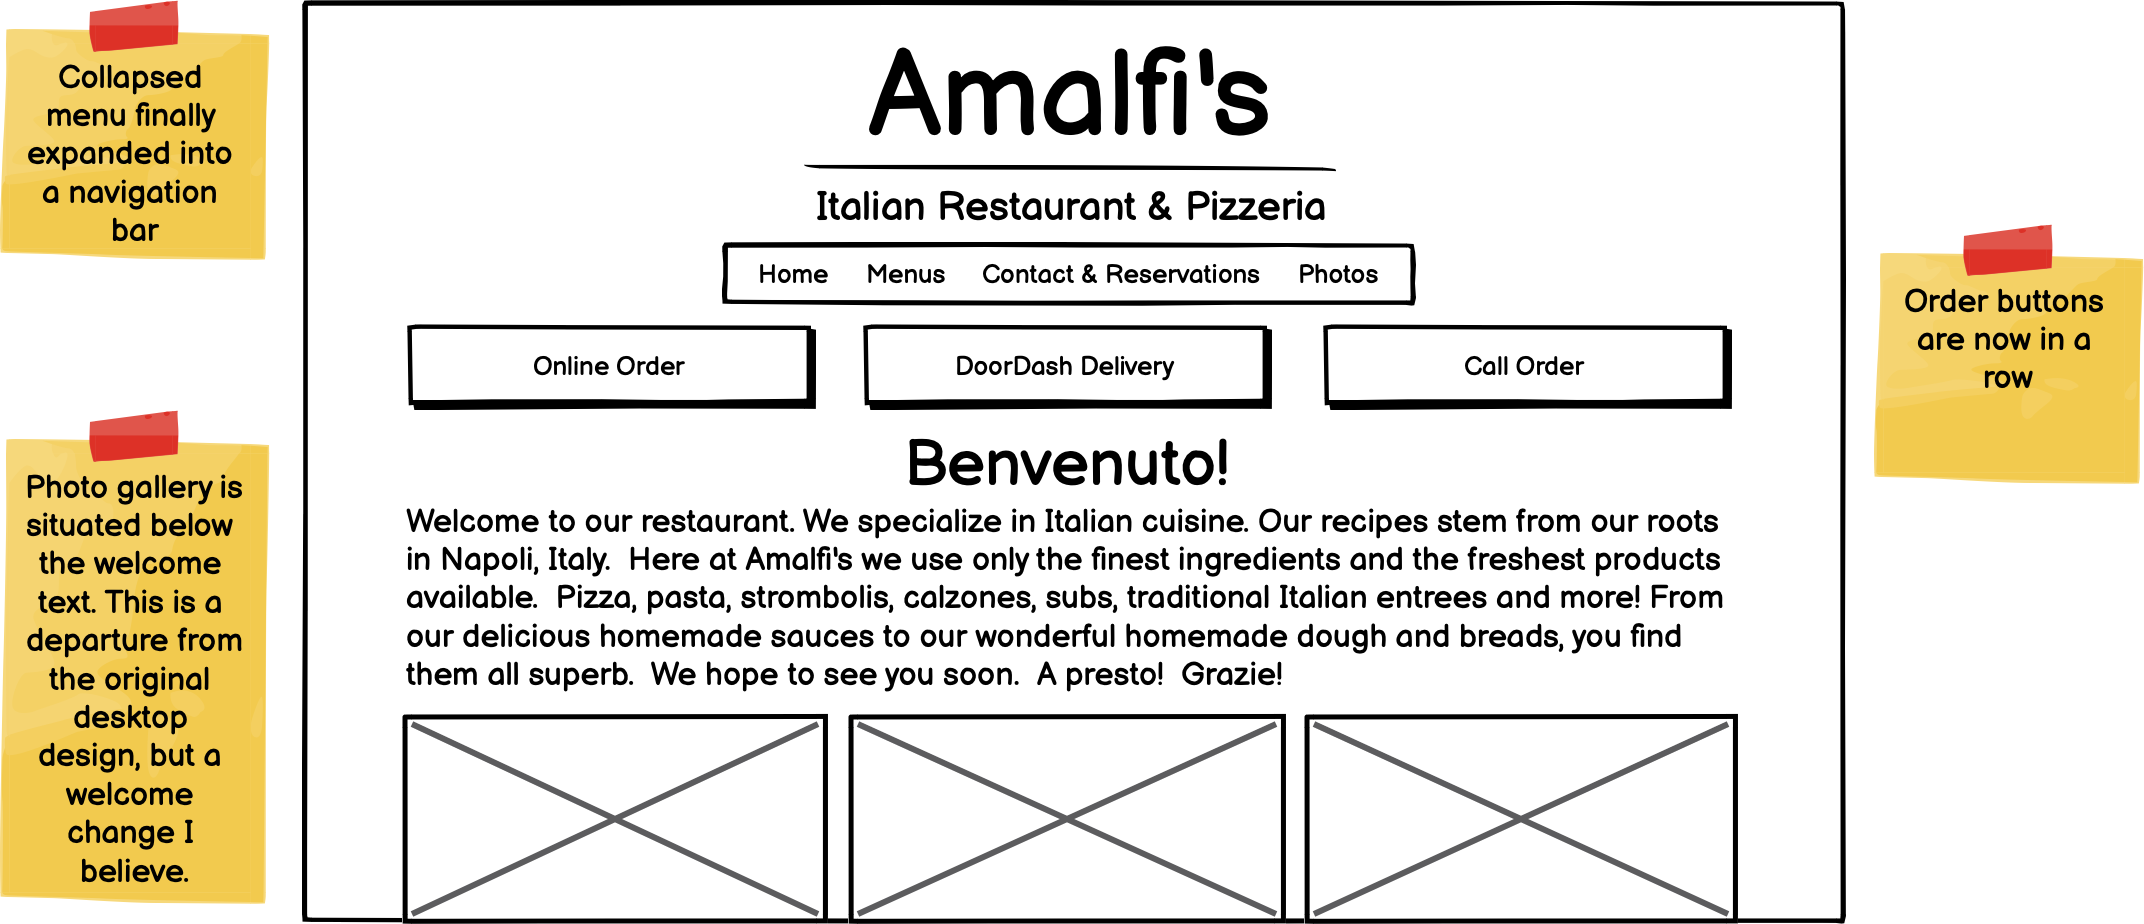 Collapsed
menu finally
expanded into
a navigation
bar
Photo gallery is
situated below
the welcome
text. This is a
departure from
the original
desktop
design, but a
welcome
change I
believe.
Amalfi's
Italian Restaurant & Pizzeria
Home Menus Contact & Reservations Photos
Online Order DoorDash Delivery Call Order
Benvenuto!
Welcome to our restaurant. We specialize in Italian cuisine. Our recipes stem from our roots
in Napoli, Italy. Here at Amalfi's we use only the finest ingredients and the freshest products
available. Pizza, pasta, strombolis, calzones, subs, traditional Italian entrees and more! From
our delicious homemade sauces to our wonderful homemade dough and breads, you find
them all superb. We hope to see you soon. A presto! Grazie!
Order buttons
are now in a
row